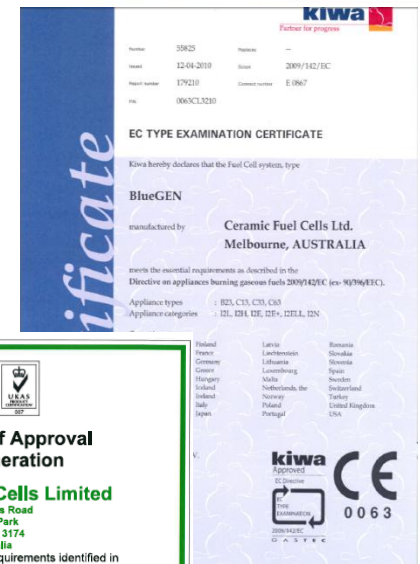 kiwa
Partner for progress
Number 55825 Replaces --
Issued 12-04-2010 Scope 2009/142/EC
Report number 179210 Contract number E 0867
PIN 0063CL3210
EC TYPE EXAMINATION CERTIFICATE
Kiwa hereby declares that the Fuel Cell system, type
BlueGEN
manufactured by Ceramic Fuel Cells Ltd.
Melbourne, AUSTRALIA
meets the essential requirements as described in the
Directive on appliances burning gaseous fuels 2009/142/EC (ex- 90/396/EEC).
Appliance types : B23, C13, C33, C63
Appliance categories : I2L, I2H, I2E, I2E+, I2ELL, I2N
Finland Latvia Romania
France Liechtenstein Slovakia
Germany Lithuania Slovenia
Greece Luxembourg Spain
Hungary Malta Sweden
Iceland Netherlands, the Switzerland
Ireland Norway Turkey
Italy Poland United Kingdom
Japan Portugal USA
ificate
kiwa
Approved
EC Directive
EC
TYPE
EXAMINATION
2009/142/EC
GASTEC
CE
0063
UKAS
PRODUCT
CERTIFICATION
007
f Approval
eration
Cells Limited
s Road
Park
3174
lia
quirements identified in